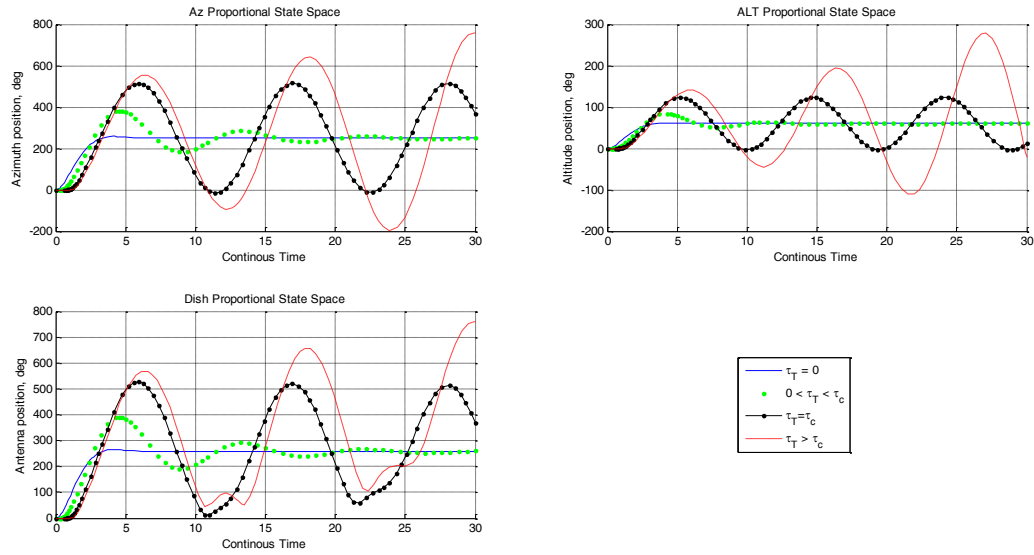 Az Proportional State Space
800
600
400
200
0
-200
Azimuth position, deg
0 5 10 15 20 25 30
Continous Time
ALT Proportional State Space
300
200
100
0
-100
-200
Altitude position, deg
0 5 10 15 20 25 30
Continous Time
Dish Proportional State Space
800
700
600
500
400
300
200
100
0
Antenna position, deg
0 5 10 15 20 25 30
Continous Time
τT = 0
0 < τT < τc
τT=τc
τT > τc